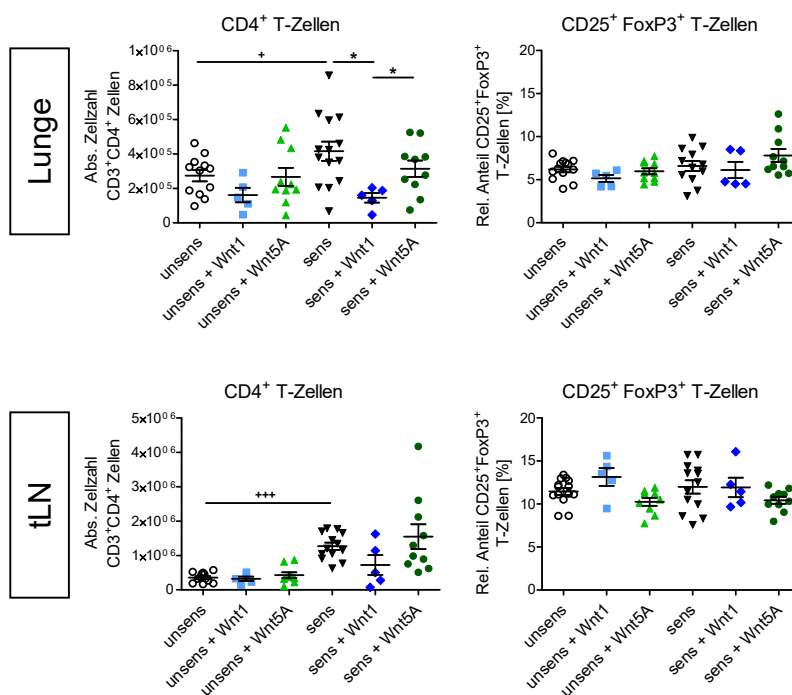 Lunge
CD4⁺ T-Zellen
Abs. Zellzahl
CD3⁺CD4⁺ Zellen
1×10⁰⁶
8×10⁰⁵
6×10⁰⁵
4×10⁰⁵
2×10⁰⁵
0
+
*
*
unsens
unsens + Wnt1
unsens + Wnt5A
sens
sens + Wnt1
sens + Wnt5A
CD25⁺ FoxP3⁺ T-Zellen
Rel. Anteil CD25⁺FoxP3⁺
T-Zellen [%]
20
15
10
5
0
unsens
unsens + Wnt1
unsens + Wnt5A
sens
sens + Wnt1
sens + Wnt5A
tLN
CD4⁺ T-Zellen
Abs. Zellzahl
CD3⁺CD4⁺ Zellen
5×10⁰⁶
4×10⁰⁶
3×10⁰⁶
2×10⁰⁶
1×10⁰⁶
0
+++
unsens
unsens + Wnt1
unsens + Wnt5A
sens
sens + Wnt1
sens + Wnt5A
CD25⁺ FoxP3⁺ T-Zellen
Rel. Anteil CD25⁺FoxP3⁺
T-Zellen [%]
20
15
10
5
0
unsens
unsens + Wnt1
unsens + Wnt5A
sens
sens + Wnt1
sens + Wnt5A